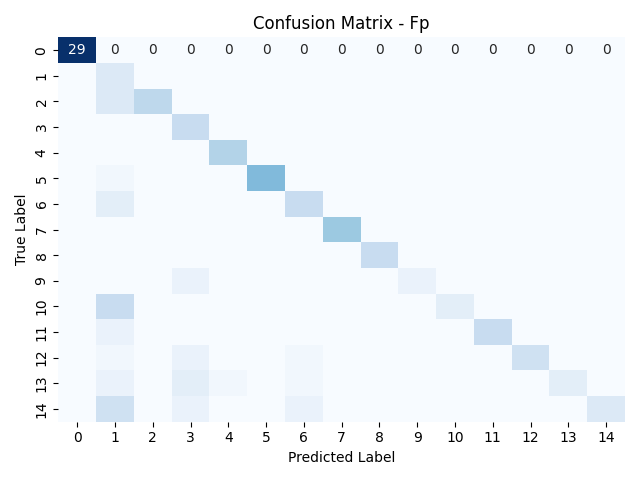 Confusion Matrix - Fp
True Label
0 29 0 0 0 0 0 0 0 0 0 0 0 0 0 0
1
2
3
4
5
6
7
8
9
10
11
12
13
14
0 1 2 3 4 5 6 7 8 9 10 11 12 13 14
Predicted Label